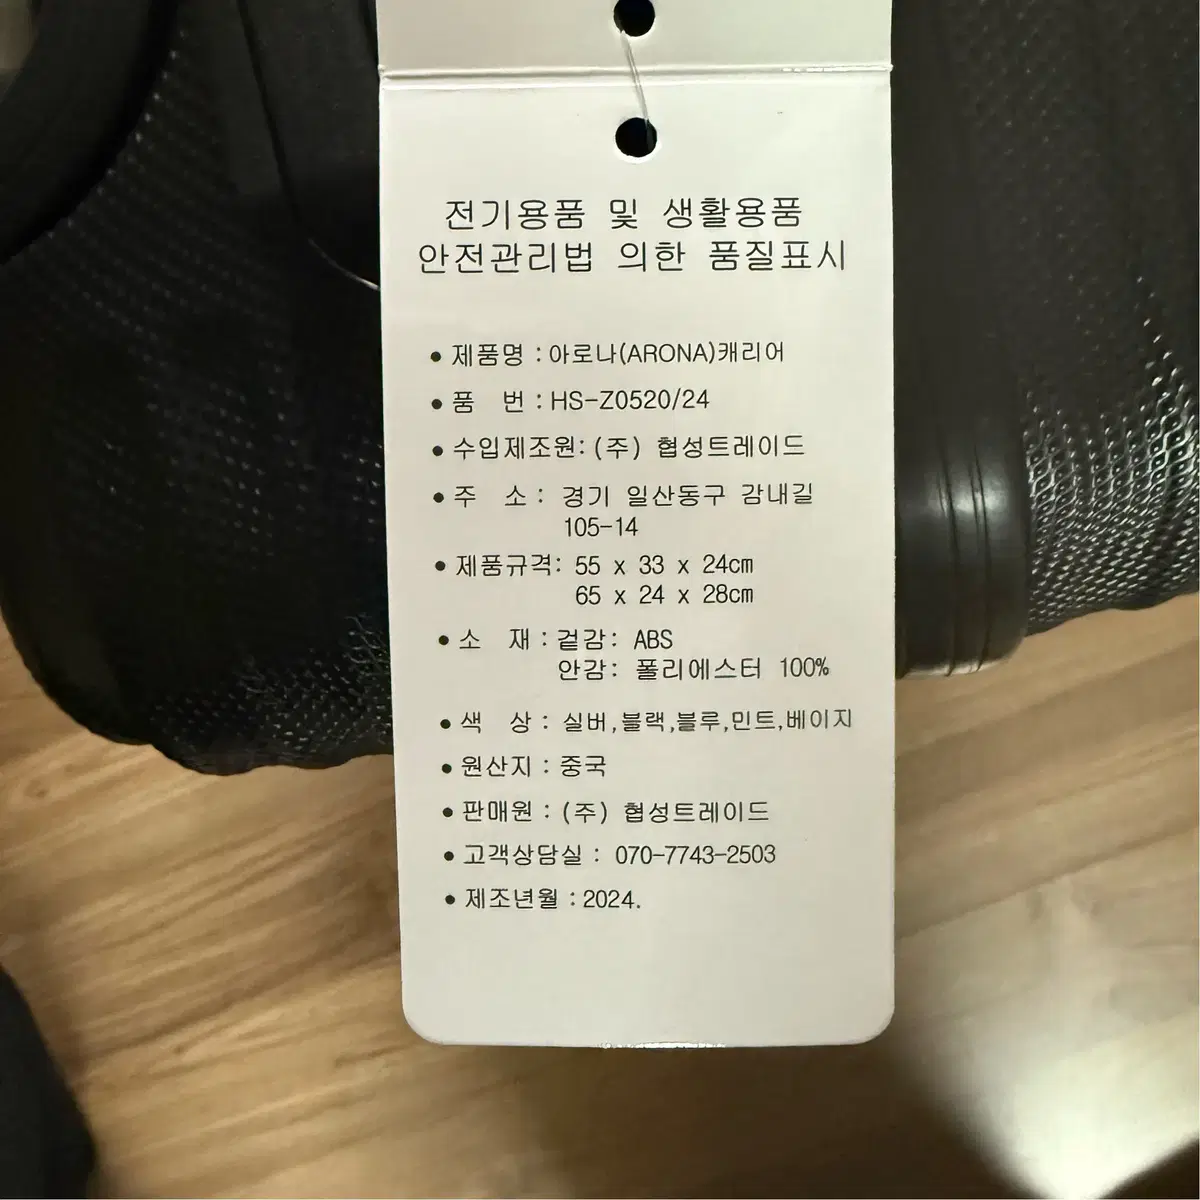 전기용품 및 생활용품
안전관리법 의한 품질표시
• 제품명 : 아로나(ARONA)캐리어
• 품 번 : HS-Z0520/24
• 수입제조원: (주) 협성트레이드
• 주 소 : 경기 일산동구 감내길
105-14
• 제품규격: 55 x 33 x 24cm
65 x 24 x 28cm
• 소 재 : 겉감: ABS
안감: 폴리에스터 100%
• 색 상 : 실버,블랙,블루,민트,베이지
• 원산지 : 중국
• 판매원 : (주) 협성트레이드
• 고객상담실 : 070-7743-2503
• 제조년월 : 2024.